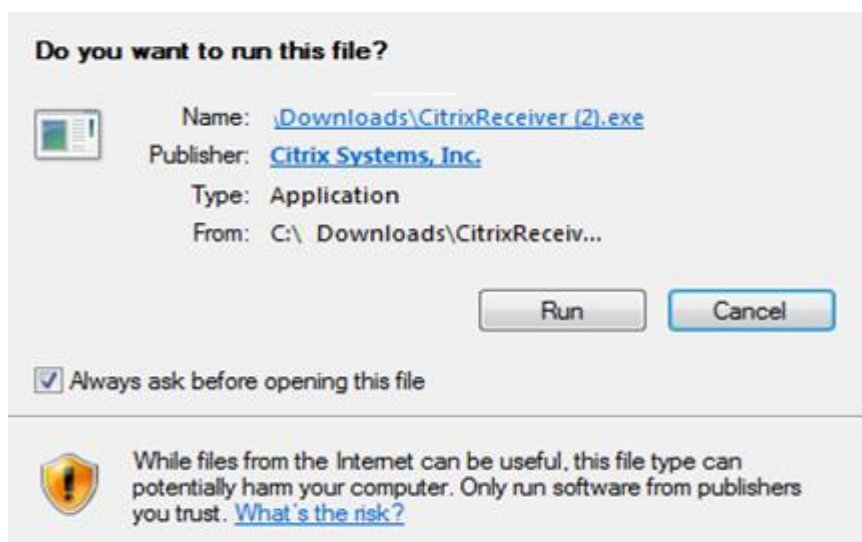 Do you want to run this file?
Name: \Downloads\CitrixReceiver (2).exe
Publisher: Citrix Systems, Inc.
Type: Application
From: C:\ Downloads\CitrixReceiv...
Run Cancel
Always ask before opening this file
While files from the Internet can be useful, this file type can
potentially harm your computer. Only run software from publishers
you trust. What's the risk?